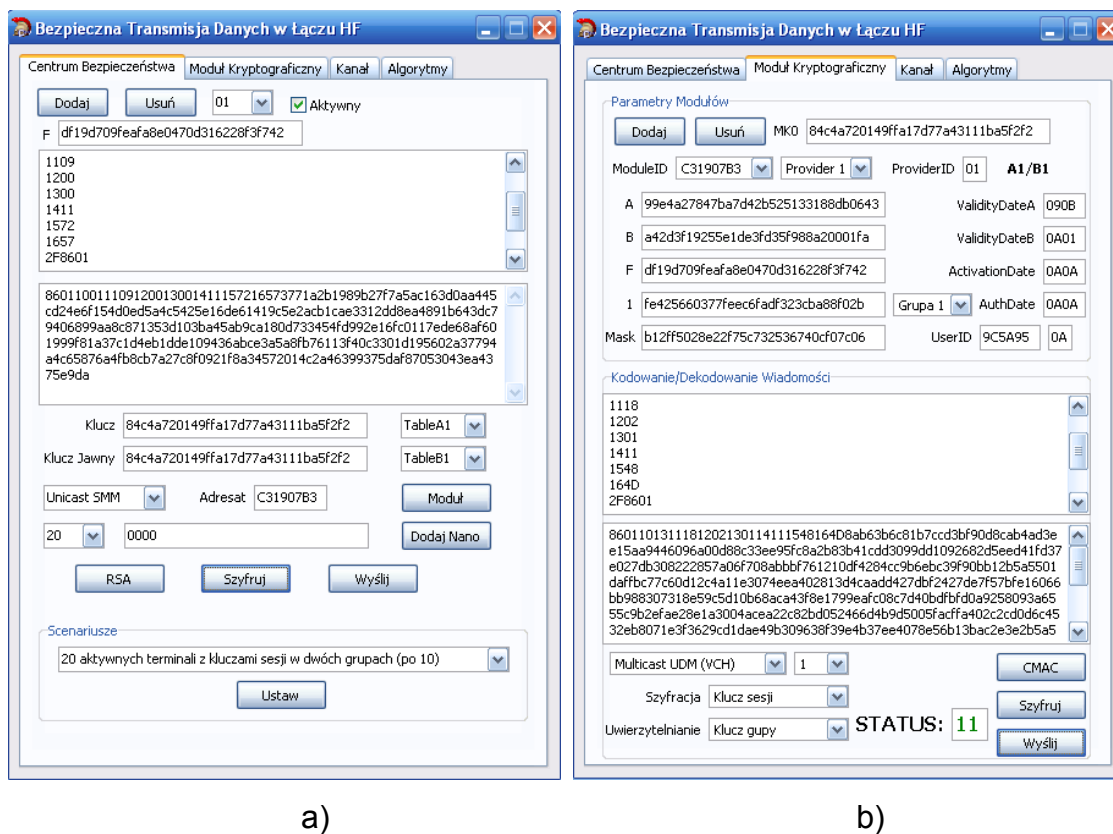 Bezpieczna Transmisja Danych w Łączu HF
Centrum Bezpieczeństwa Moduł Kryptograficzny Kanał Algorytmy
Dodaj Usuń 01 Aktywny
F df19d709feafa8e0470d316228f3f742
1109
1200
1300
1411
1572
1657
2F8601
860110011109120013001411157216573771a2b1989b27f7a5ac163d0aa445
cd24e6f154d0ed5a4c5425e16de61419c5e2acb1cae3312dd8ea4891b643dc
79406899aa8c871353d103ba45ab9ca180d733454fd992e16fc0117ede68af60
1999f81a37c1d4eb1dde109436abce3a5a8fb76113f40c3301d195602a37794
a4c65876a4fb8cb7a27c8f0921f8a34572014c2a46399375daf87053043ea43
75e9da
Klucz 84c4a720149ffa17d77a43111ba5f2f2 TableA1
Klucz Jawny 84c4a720149ffa17d77a43111ba5f2f2 TableB1
Unicast SMM Adresat C31907B3 Moduł
20 0000 Dodaj Nano
RSA Szyfruj Wyślij
Scenariusze
20 aktywnych terminali z kluczami sesji w dwóch grupach (po 10)
Ustaw
a)
Bezpieczna Transmisja Danych w Łączu HF
Centrum Bezpieczeństwa Moduł Kryptograficzny Kanał Algorytmy
Parametry Modułów
Dodaj Usuń MK0 84c4a720149ffa17d77a43111ba5f2f2
ModuleID C31907B3 Provider 1 ProviderID 01 A1/B1
A 99e4a27847ba7d42b525133188db0643 ValidityDateA 090B
B a42d3f19255e1de3fd35f988a20001fa ValidityDateB 0A01
F df19d709feafa8e0470d316228f3f742 ActivationDate 0A0A
1 fe425660377feec6fadf323cba88f02b Grupa 1 AuthDate 0A0A
Mask b12ff5028e22f75c732536740cf07c06 UserID 9C5A95 0A
Kodowanie/Dekodowanie Wiadomości
1118
1202
1301
1411
1548
164D
2F8601
8601101311181202130114111548164D8ab63b6c81b7ccd3bf90d8cab4ad3e
e15aa9446096a00d88c33ee95fc8a2b83b41cdd3099dd1092682d5eed41fd37
e027db308222857a06f708abbbf761210df4284cc9b6ebc39f90bb12b5a5501
daffbc77c60d12c4a11e3074eea402813d4caadd427dbf2427de7f57bfe16066
bb988307318e59c5d10b68aca43f8e1799eafc08c7d40bdfbfd0a9258093a65
55c9b2efae28e1a3004acea22c82bd052466d4b9d5005facffa402c2cd0d6c45
32eb8071e3f3629cd1dae49b309638f39e4b37ee4078e56b13bac2e3e2b5a5
Multicast UDM (VCH) 1 CMAC
Szyfracja Klucz sesji Szyfruj
Uwierzytelnianie Klucz gupy STATUS: 11 Wyślij
b)